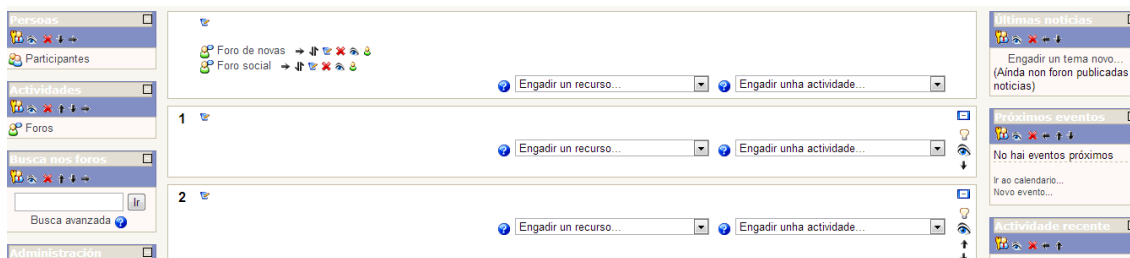 Persoas
Participantes
Actividades
Foros
Busca nos foros
Ir
Busca avanzada
Administración
Foro de novas
Foro social
Engadir un recurso...
Engadir unha actividade...
1
Engadir un recurso...
Engadir unha actividade...
2
Engadir un recurso...
Engadir unha actividade...
Últimas noticias
Engadir un tema novo...
(Aínda non foron publicadas
noticias)
Próximos eventos
No hai eventos próximos
Ir ao calendario...
Novo evento...
Actividade recente